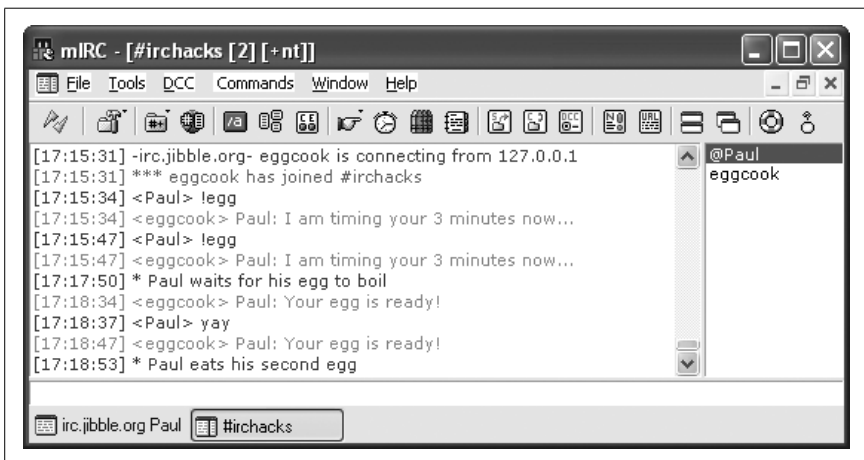 mIRC - [#irchacks [2] [+nt]]
File Tools DCC Commands Window Help
[17:15:31] -irc.jibble.org- eggcook is connecting from 127.0.0.1
[17:15:31] *** eggcook has joined #irchacks
[17:15:34] <Paul> !egg
[17:15:34] <eggcook> Paul: I am timing your 3 minutes now...
[17:15:47] <Paul> !egg
[17:15:47] <eggcook> Paul: I am timing your 3 minutes now...
[17:17:50] * Paul waits for his egg to boil
[17:18:34] <eggcook> Paul: Your egg is ready!
[17:18:37] <Paul> yay
[17:18:47] <eggcook> Paul: Your egg is ready!
[17:18:53] * Paul eats his second egg
@Paul
eggcook
irc.jibble.org Paul #irchacks